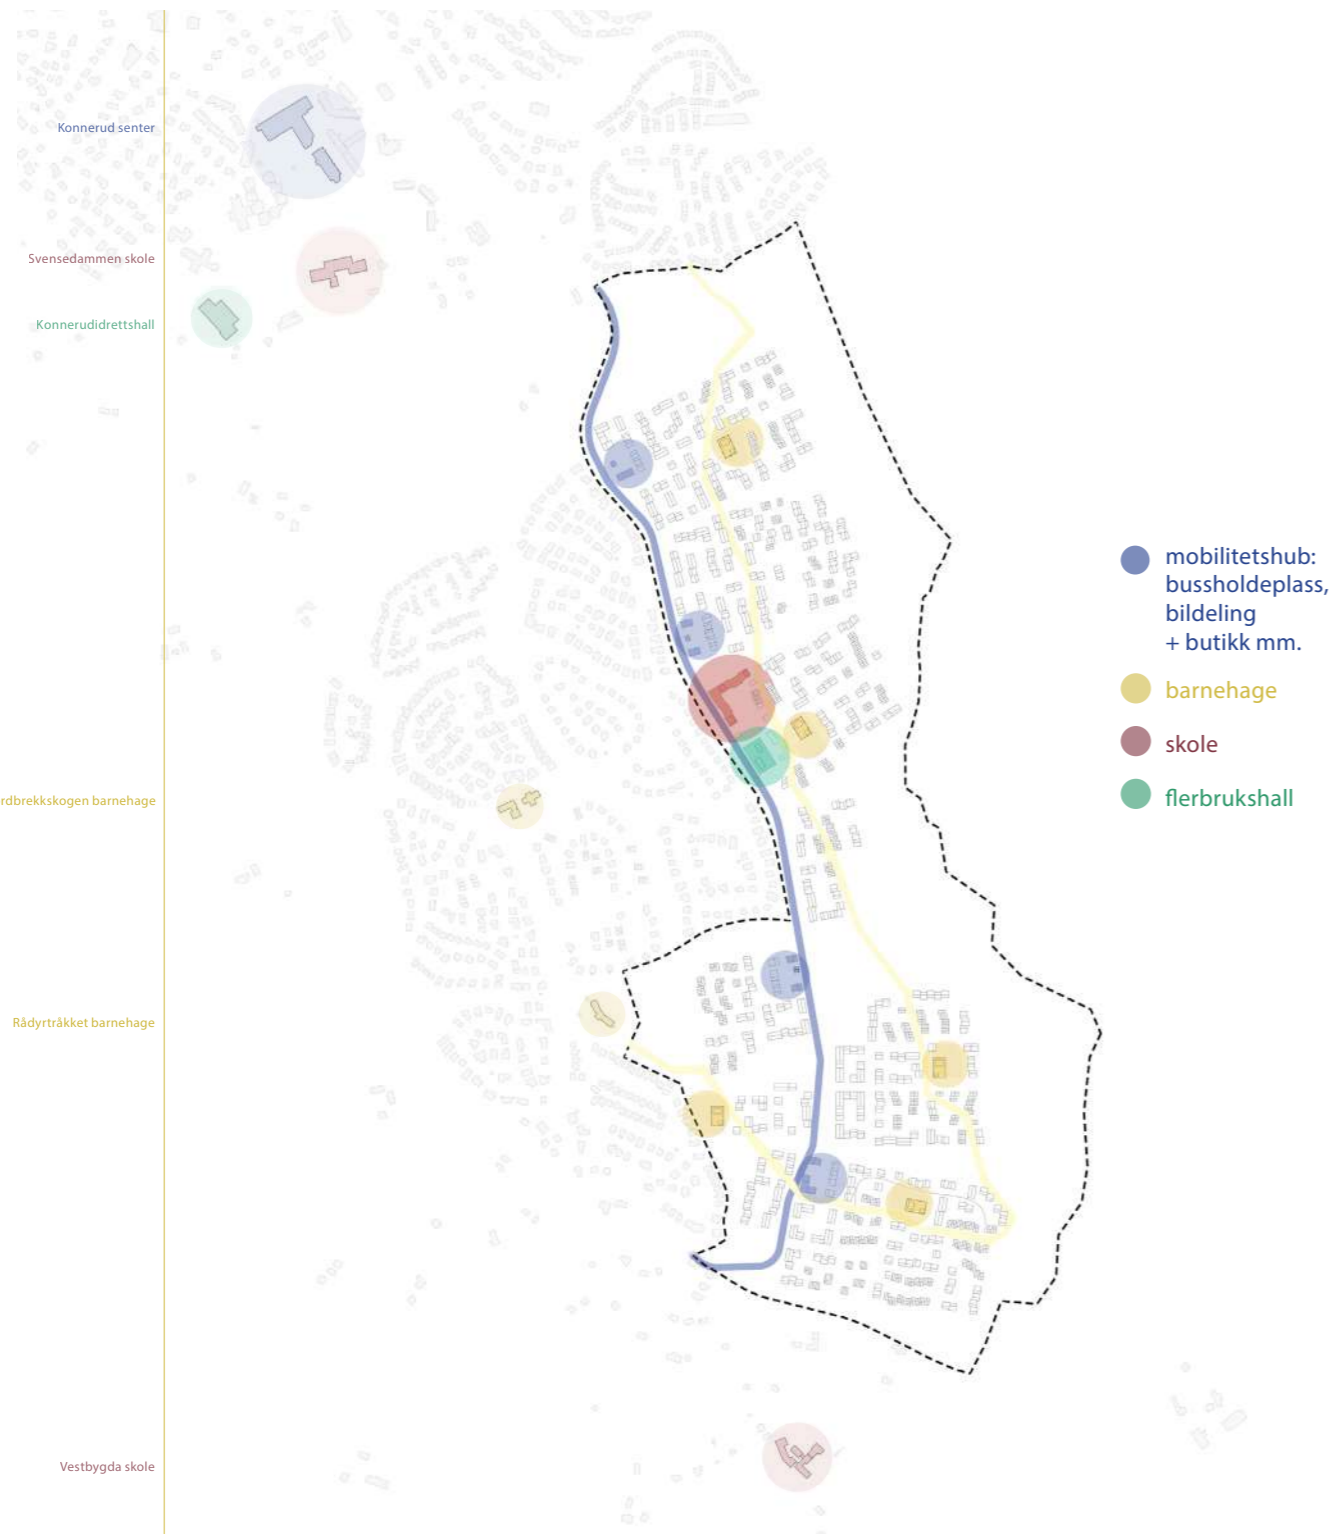 Konnerud senter
Svensedammen skole
Konnerudidrettshall
mobilitetshub:
bussholdeplass,
bildeling
+ butikk mm.
barnehage
skole
flerbrukshall
rdbrekkskogen barnehage
Rådyrtråkket barnehage
Vestbygda skole